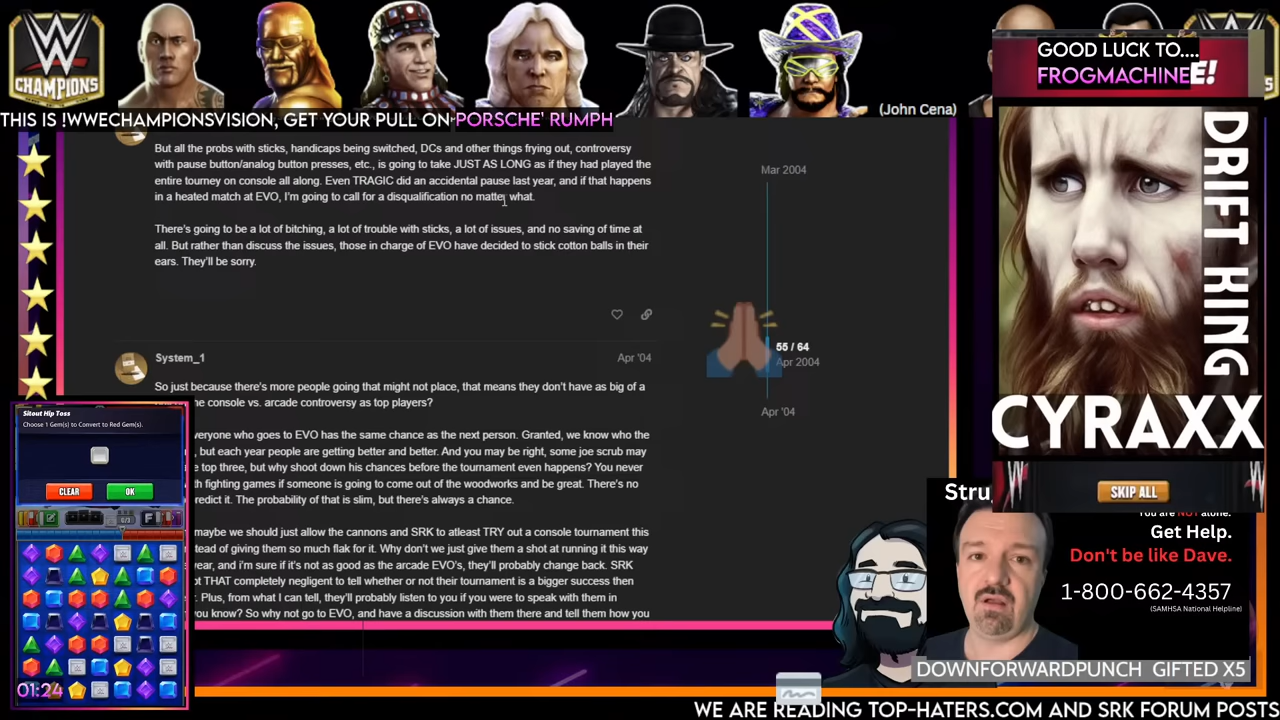 CHAMPIONS
(John Cena)
GOOD LUCK TO....
FROGMACHINE E!
THIS IS !WWECHAMPIONSVISION, GET YOUR PULL ON 'PORSCHE' RUMPH
But all the probs with sticks, handicaps being switched, DCs and other things frying out, controversy
with pause button/analog button presses, etc., is going to take JUST AS LONG as if they had played the
entire tourney on console all along. Even TRAGIC did an accidental pause last year, and if that happens
in a heated match at EVO, I'm going to call for a disqualification no matter what.
There's going to be a lot of bitching, a lot of trouble with sticks, a lot of issues, and no saving of time at
all. But rather than discuss the issues, those in charge of EVO have decided to stick cotton balls in their
ears. They'll be sorry.
Mar 2004
55 / 64
Apr 2004
Apr '04
System_1
Apr '04
So just because there's more people going that might not place, that means they don't have as big of a
he console vs. arcade controversy as top players?
veryone who goes to EVO has the same chance as the next person. Granted, we know who the
, but each year people are getting better and better. And you may be right, some joe scrub may
e top three, but why shoot down his chances before the tournament even happens? You never
h fighting games if someone is going to come out of the woodworks and be great. There's no
redict it. The probability of that is slim, but there's always a chance.
maybe we should just allow the cannons and SRK to atleast TRY out a console tournament this
tead of giving them so much flak for it. Why don't we just give them a shot at running it this way
year, and i'm sure if it's not as good as the arcade EVO's, they'll probably change back. SRK
ot THAT completely negligent to tell whether or not their tournament is a bigger success then
. Plus, from what I can tell, they'll probably listen to you if you were to speak with them in
you know? So why not go to EVO, and have a discussion with them there and tell them how you
Sitout Hip Toss
Choose 1 Gem(s) to Convert to Red Gem(s).
CLEAR
OK
0/3
F
01:24
DRIFT KING
CYRAXX
SKIP ALL
Stru
You are NOT alone.
Get Help.
Don't be like Dave.
1-800-662-4357
(SAMHSA National Helpline)
DOWNFORWARDPUNCH GIFTED X5
WE ARE READING TOP-HATERS.COM AND SRK FORUM POSTS